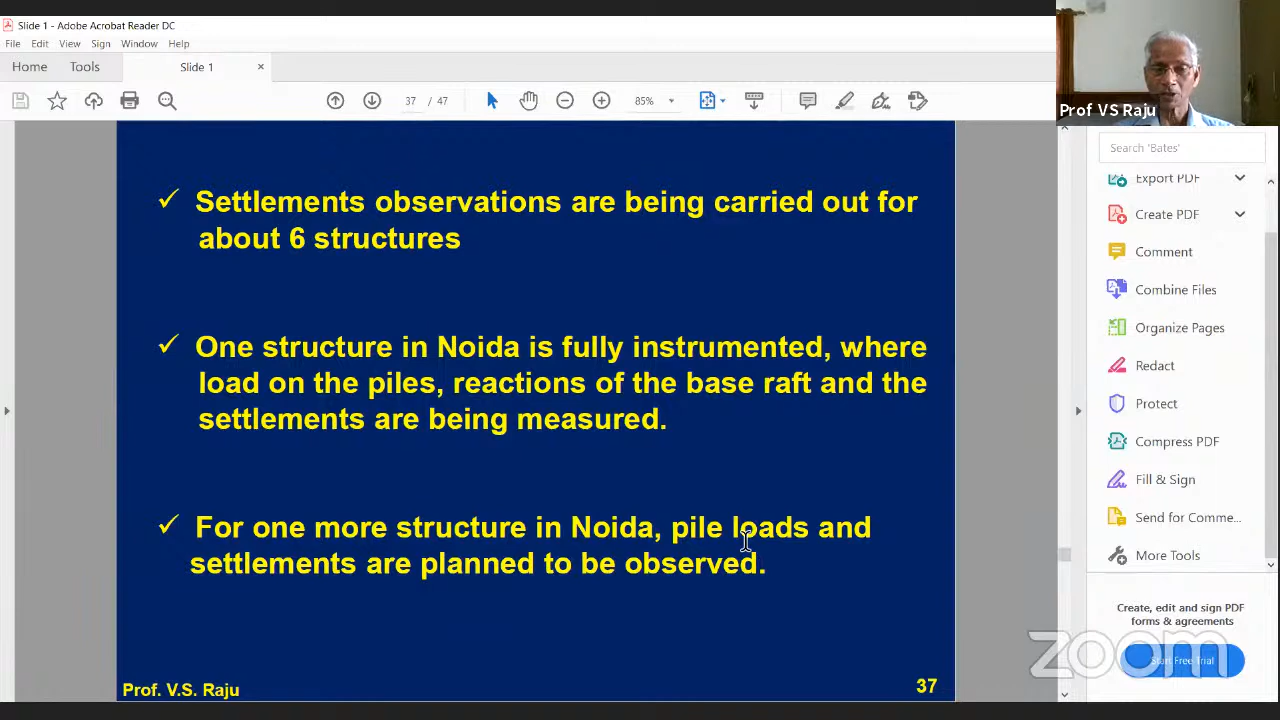 Slide 1 - Adobe Acrobat Reader DC
File Edit View Sign Window Help
Home Tools Slide 1 ×
37 / 47 85%
Prof VS Raju
✓ Settlements observations are being carried out for
about 6 structures
✓ One structure in Noida is fully instrumented, where
load on the piles, reactions of the base raft and the
settlements are being measured.
✓ For one more structure in Noida, pile loads and
settlements are planned to be observed.
Prof. V.S. Raju 37
Search 'Bates'
Export PDF
Create PDF
Comment
Combine Files
Organize Pages
Redact
Protect
Compress PDF
Fill & Sign
Send for Comme...
More Tools
Create, edit and sign PDF
forms & agreements
Start Free Trial
zoom